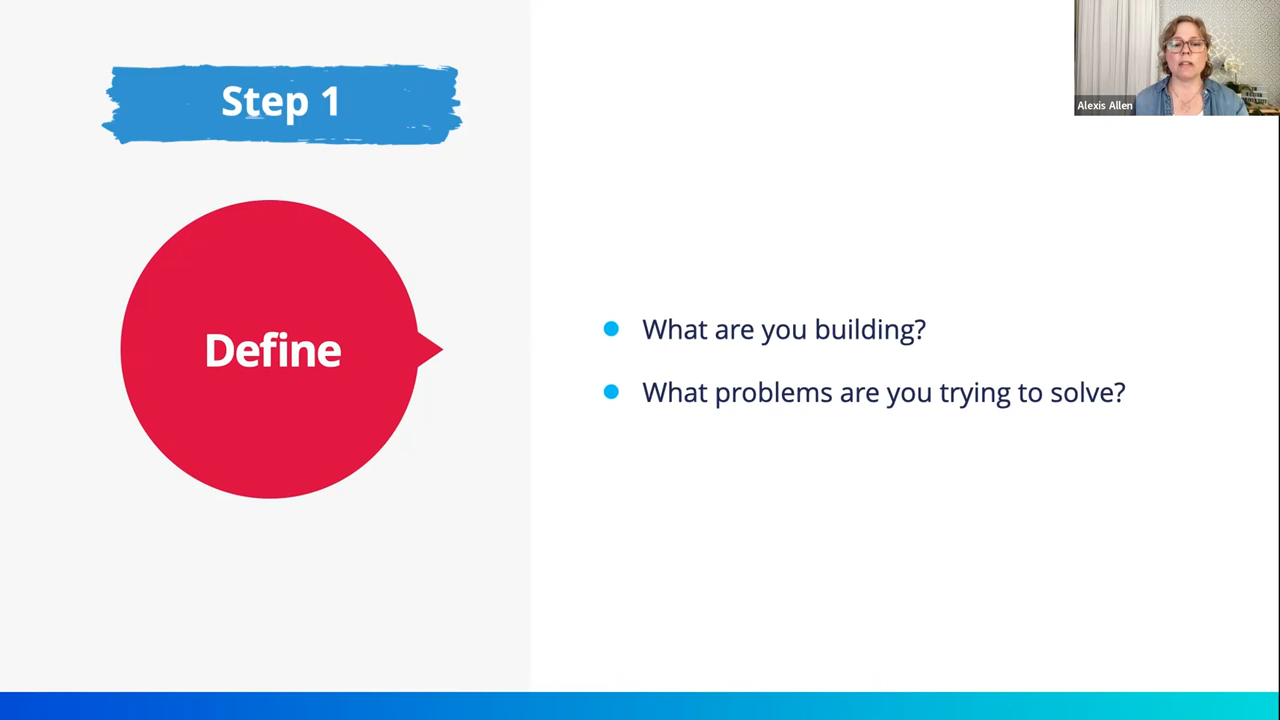 Step 1
Define
What are you building?
What problems are you trying to solve?
Alexis Allen